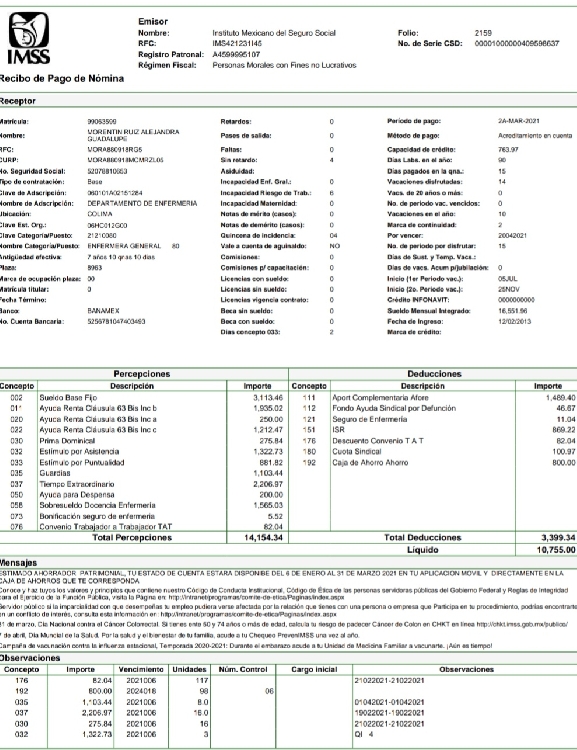 IMSS
Emisor
Nombre: Instituto Mexicano del Seguro Social Folio: 2159
RFC: IMS421231I45 No. de Serie CSD: 00001000000409598637
Registro Patronal: A4599995107
Régimen Fiscal: Personas Morales con Fines no Lucrativos
Recibo de Pago de Nómina
Receptor
Matrícula: 99063599 Retardos: 0 Periodo de pago: 2A-MAR-2021
Nombre: MORENTIN RUIZ ALEJANDRA GUADALUPE Pases de salida: 0 Método de pago: Acreditamiento en cuenta
RFC: MORA880918RG5 Faltas: 0 Capacidad de crédito: 763.97
CURP: MORA880918MCMRZL05 Sin retardo: 4 Días Labs. en el año: 90
No. Seguridad Social: 52078810653 Asiduidad: Días pagados en la qna.: 15
Tipo de contratación: Base Incapacidad Enf. Gral.: 0 Vacaciones disfrutadas: 14
Clave de Adscripción: 060101A02151284 Incapacidad Riesgo de Trab.: 6 Vacs. de 20 años o más: 0
Nombre de Adscripción: DEPARTAMENTO DE ENFERMERIA Incapacidad Maternidad: 0 No. de periodo vac. vencidos: 0
Ubicación: COLIMA Notas de mérito (casos): 0 Vacaciones en el año: 10
Clave Est. Org.: 06HC012G00 Notas de demérito (casos): 0 Marca de continuidad: 2
Clave Categoría/Puesto: 21210080 Quincena de incidencia: 04 Por vencer: 20042021
Nombre Categoría/Puesto: ENFERMERA GENERAL 80 Vale a cuenta de aguinaldo: NO No. de periodo por disfrutar: 15
Antigüedad efectiva: 7 años 10 qnas 10 dias Comisiones: 0 Días de Sust. y Temp. Vacs.:
Plaza: 8963 Comisiones p/ capacitación: 0 Días de vacs. Acum p/jubilación: 0
Marca de ocupación plaza: 00 Licencias con sueldo: 0 Inicio (1er Periodo vac.): 05JUL
Matrícula titular: 0 Licencias sin sueldo: 0 Inicio (2o. Periodo vac.): 25NOV
Fecha Término: Licencias vigencia contrato: 0 Crédito INFONAVIT: 0000000000
Banco: BANAMEX Beca sin sueldo: 0 Sueldo Mensual Integrado: 16,551.96
No. Cuenta Bancaria: 5256781047403493 Beca con sueldo: 0 Fecha de Ingreso: 12/02/2013
Días concepto 033: 2 Marca de crédito:
Percepciones Deducciones
Concepto Descripción Importe Concepto Descripción Importe
002 Sueldo Base Fijo 3,113.46 111 Aport Complementaria Afore 1,489.40
011 Ayuda Renta Cláusula 63 Bis Inc b 1,935.02 112 Fondo Ayuda Sindical por Defunción 46.67
020 Ayuda Renta Cláusula 63 Bis Inc a 250.00 121 Seguro de Enfermería 11.04
022 Ayuda Renta Cláusula 63 Bis Inc c 1,212.47 151 ISR 869.22
030 Prima Dominical 275.84 176 Descuento Convenio T A T 82.04
032 Estímulo por Asistencia 1,322.73 180 Cuota Sindical 100.97
033 Estímulo por Puntualidad 881.82 192 Caja de Ahorro Ahorro 800.00
035 Guardias 1,103.44
037 Tiempo Extraordinario 2,206.97
050 Ayuda para Despensa 200.00
058 Sobresueldo Docencia Enfermería 1,565.03
073 Bonificación seguro de enfermería 5.52
076 Convenio Trabajador a Trabajador TAT 82.04
Total Percepciones 14,154.34 Total Deducciones 3,399.34
Líquido 10,755.00
Mensajes
ESTIMADO AHORRADOR PATRIMONIAL, TU ESTADO DE CUENTA ESTARA DISPONIBE DEL 6 DE ENERO AL 31 DE MARZO 2021 EN TU APLICACION MOVIL Y DIRECTAMENTE EN LA
CAJA DE AHORROS QUE TE CORRESPONDA
Conoce y haz tuyos los valores y principios que contienen nuestro Código de Conducta Institucional, Código de Ética de las personas servidoras públicas del Gobierno Federal y Reglas de Integridad
para el Ejercicio de la Función Pública, visita la Página en: http://intranet/programas/comite-de-etica/Paginas/index.aspx
Servidor público si la imparcialidad con que desempeñas tu empleo pudiera verse afectada por la relación que tienes con una persona o empresa que Participa en tu procedimiento, podrías encontrarte
en un conflicto de interés, consulta esta información en: http://intranet/programas/comite-de-etica/Paginas/index.aspx
31 de marzo, Día Nacional contra el Cáncer Colorrectal. Si tienes ente 50 y 74 años o más de edad, calcula tu riesgo de padecer Cáncer de Colon en CHKT en línea http://chkt.imss.gob.mx/publics/
7 de abril, Día Mundial de la Salud. Por la salud y el bienestar de tu familia, acude a tu Chequeo PrevenIMSS una vez al año.
Campaña de vacunación contra la influenza estacional, Temporada 2020-2021: Durante el embarazo acude a tu Unidad de Medicina Familiar a vacunarte. ¡Aún es tiempo!
Observaciones
Concepto Importe Vencimiento Unidades Núm. Control Cargo inicial Observaciones
176 82.04 2021006 117 21022021-21022021
192 800.00 2024018 98 06
035 1,103.44 2021006 8.0 01042021-01042021
037 2,206.97 2021006 16.0 19022021-19022021
030 275.84 2021006 16 21022021-21022021
032 1,322.73 2021006 3 QI 4